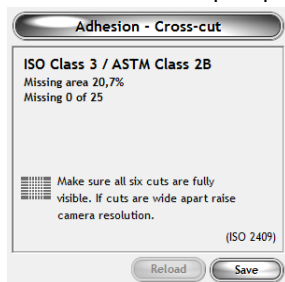 Adhesion - Cross-cut
ISO Class 3 / ASTM Class 2B
Missing area 20,7%
Missing 0 of 25
Make sure all six cuts are fully
visible. If cuts are wide apart raise
camera resolution.
(ISO 2409)
Reload Save